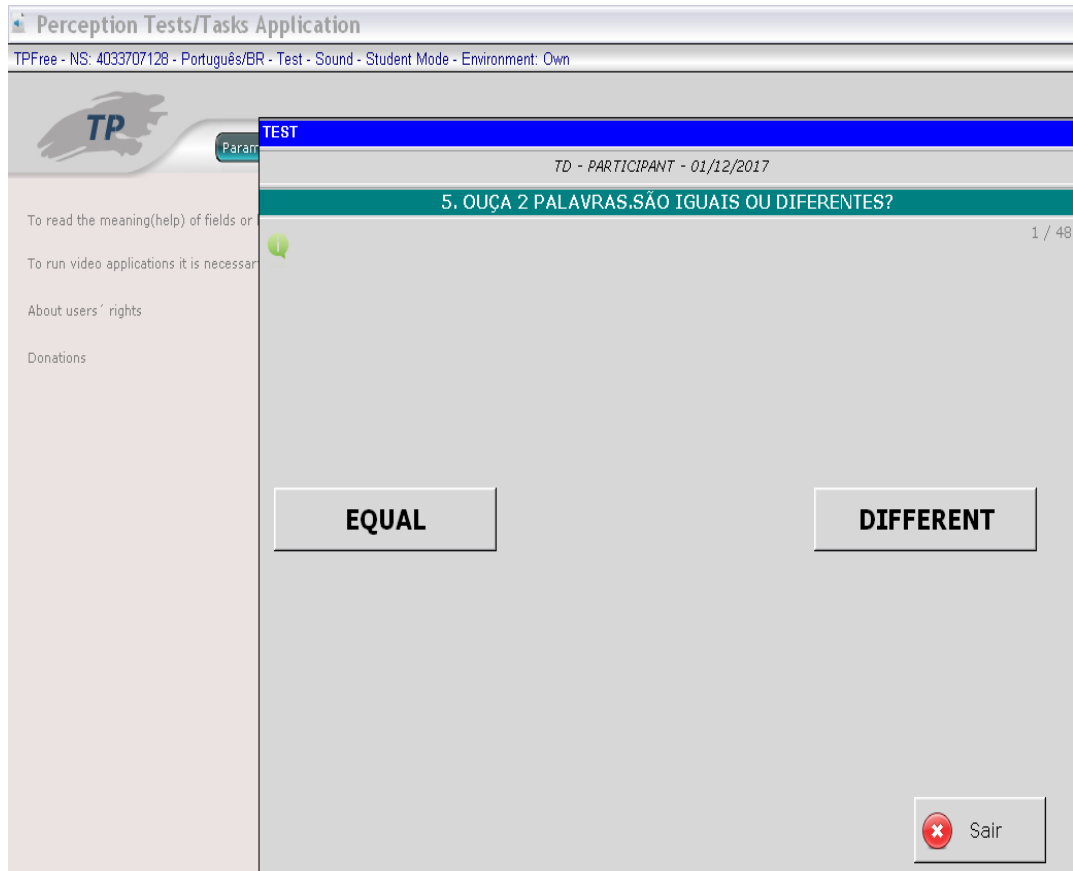 Perception Tests/Tasks Application
TPFree - NS: 4033707128 - Português/BR - Test - Sound - Student Mode - Environment: Own
TP
Param
TEST
TD - PARTICIPANT - 01/12/2017
5. OUÇA 2 PALAVRAS.SÃO IGUAIS OU DIFERENTES?
1 / 48
To read the meaning(help) of fields or
To run video applications it is necessar
About users´ rights
Donations
EQUAL
DIFFERENT
Sair